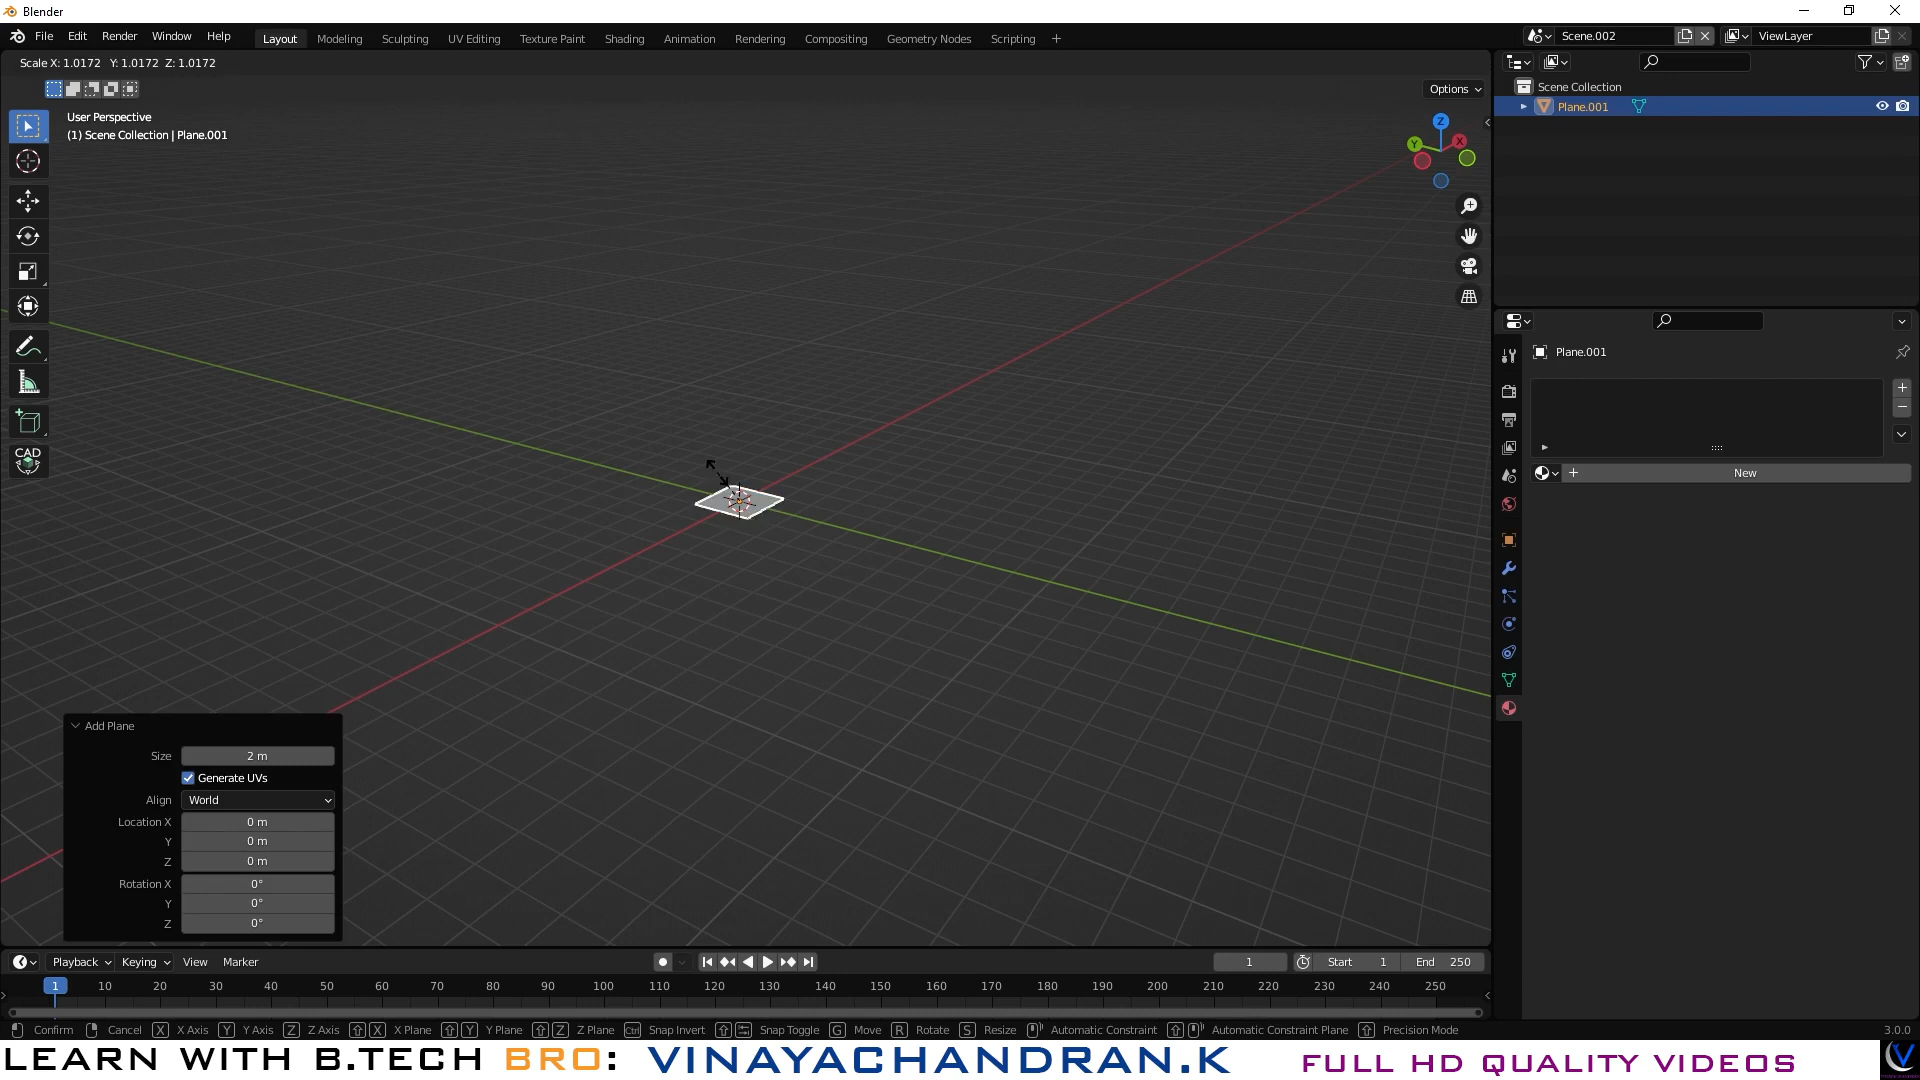 Blender
File Edit Render Window Help
Layout Modeling Sculpting UV Editing Texture Paint Shading Animation Rendering Compositing Geometry Nodes Scripting +
Scene.002
ViewLayer
Scale X: 1.0172 Y: 1.0172 Z: 1.0172
Options
User Perspective
(1) Scene Collection | Plane.001
Z
Y
X
CAD
Scene Collection
Plane.001
Plane.001
New
Add Plane
Size 2 m
Generate UVs
Align World
Location X 0 m
Y 0 m
Z 0 m
Rotation X 0°
Y 0°
Z 0°
Playback Keying View Marker
1 Start 1 End 250
1 10 20 30 40 50 60 70 80 90 100 110 120 130 140 150 160 170 180 190 200 210 220 230 240 250
Confirm Cancel X X Axis Y Y Axis Z Z Axis X X Plane Y Y Plane Z Z Plane Ctrl Snap Invert Snap Toggle G Move R Rotate S Resize Automatic Constraint Automatic Constraint Plane Precision Mode 3.0.0
LEARN WITH B.TECH BRO: VINAYACHANDRAN.K FULL HD QUALITY VIDEOS